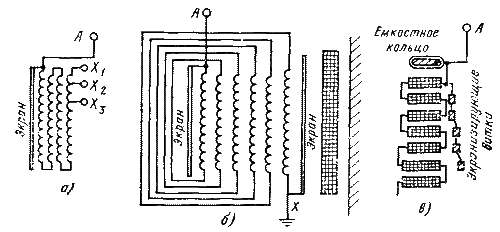 A
X₁
X₂
X₃
Экран
а)
A
Экран
Экран
X
б)
Емкостное
кольцо
A
Экранизирующие
витки
в)